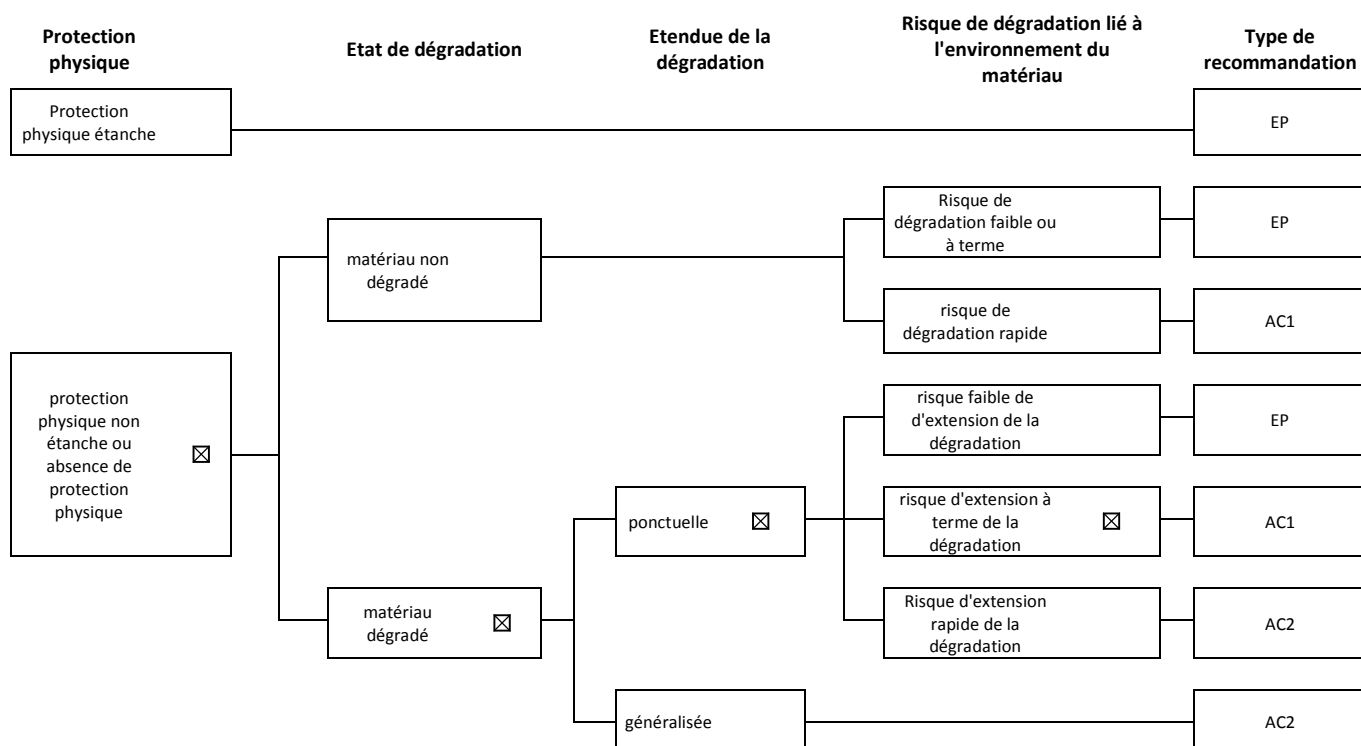 Protection
physique
Etat de dégradation
Etendue de la
dégradation
Risque de dégradation lié à
l'environnement du
matériau
Type de
recommandation
Protection
physique étanche
EP
matériau non
dégradé
Risque de
dégradation faible ou
à terme
EP
risque de
dégradation rapide
AC1
protection
physique non
étanche ou
absence de
protection
physique
☒
matériau
dégradé
☒
ponctuelle ☒
risque faible de
d'extension de la
dégradation
EP
risque d'extension à
terme de la
dégradation
☒
AC1
Risque d'extension
rapide de la
dégradation
AC2
généralisée
AC2